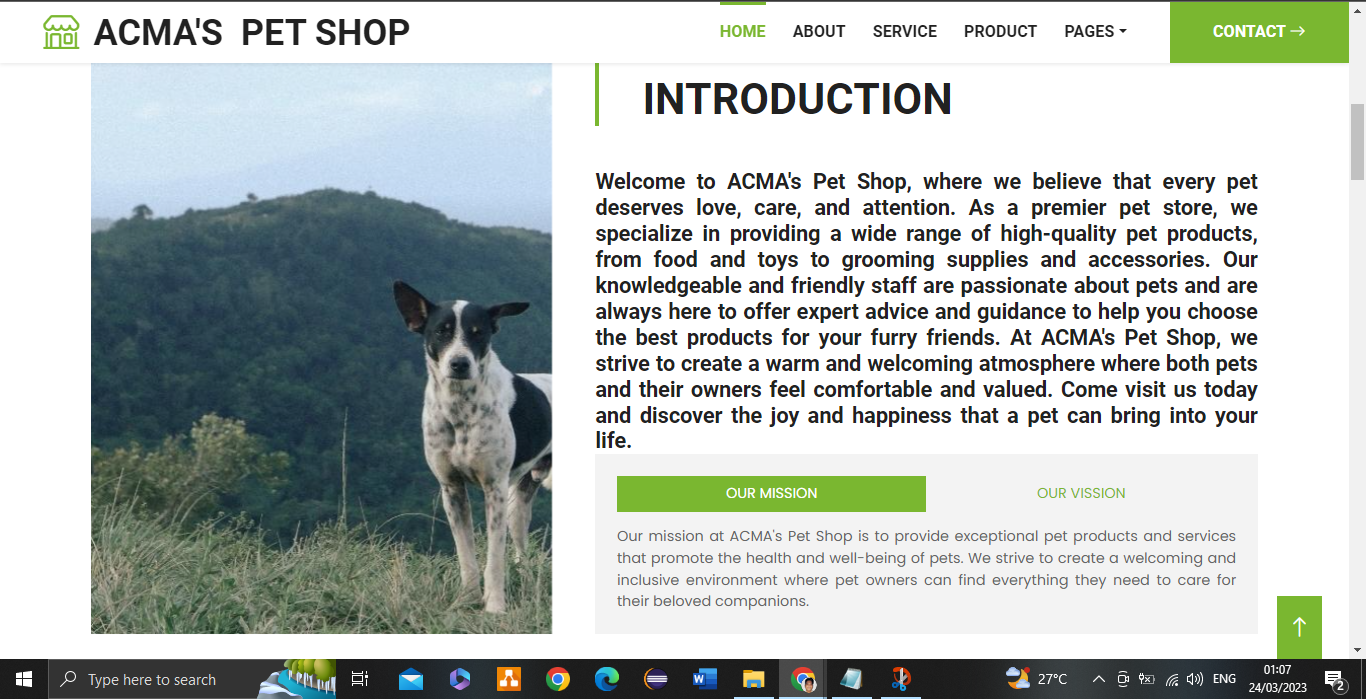 ACMA'S PET SHOP
HOME ABOUT SERVICE PRODUCT PAGES CONTACT →
INTRODUCTION
Welcome to ACMA's Pet Shop, where we believe that every pet
deserves love, care, and attention. As a premier pet store, we
specialize in providing a wide range of high-quality pet products,
from food and toys to grooming supplies and accessories. Our
knowledgeable and friendly staff are passionate about pets and are
always here to offer expert advice and guidance to help you choose
the best products for your furry friends. At ACMA's Pet Shop, we
strive to create a warm and welcoming atmosphere where both pets
and their owners feel comfortable and valued. Come visit us today
and discover the joy and happiness that a pet can bring into your
life.
OUR MISSION OUR VISSION
Our mission at ACMA's Pet Shop is to provide exceptional pet products and services
that promote the health and well-being of pets. We strive to create a welcoming and
inclusive environment where pet owners can find everything they need to care for
their beloved companions.
Type here to search
W
27°C
ENG
01:07
24/03/2023
2